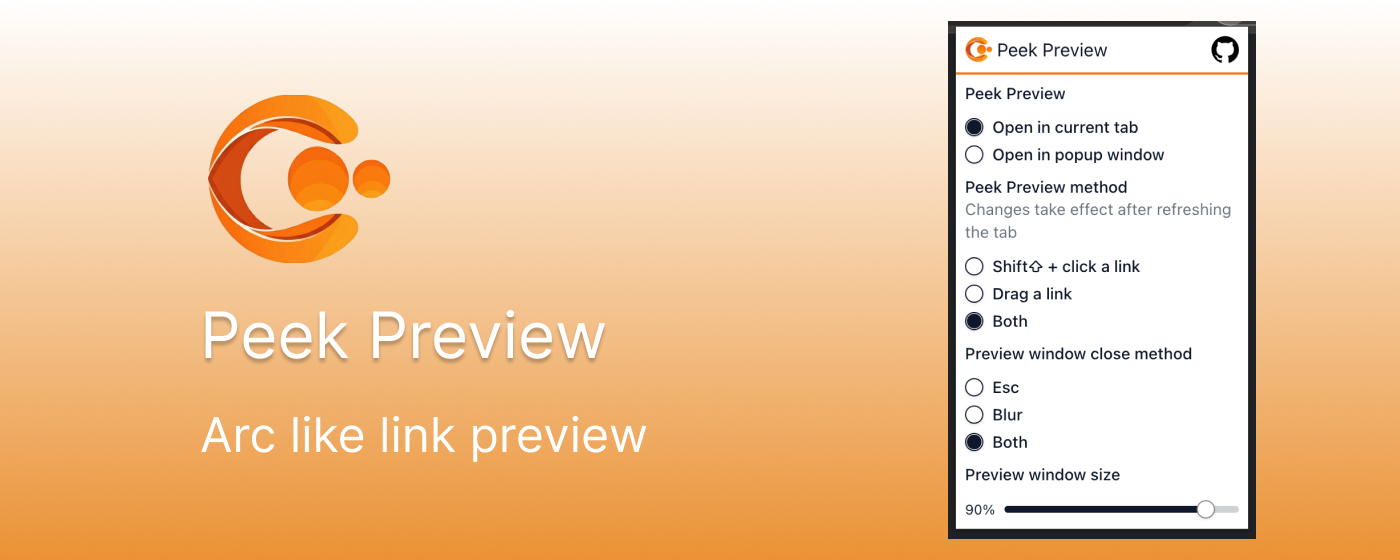 Peek Preview
Arc like link preview
Peek Preview
Peek Preview
Open in current tab
Open in popup window
Peek Preview method
Changes take effect after refreshing
the tab
Shift⇧ + click a link
Drag a link
Both
Preview window close method
Esc
Blur
Both
Preview window size
90%